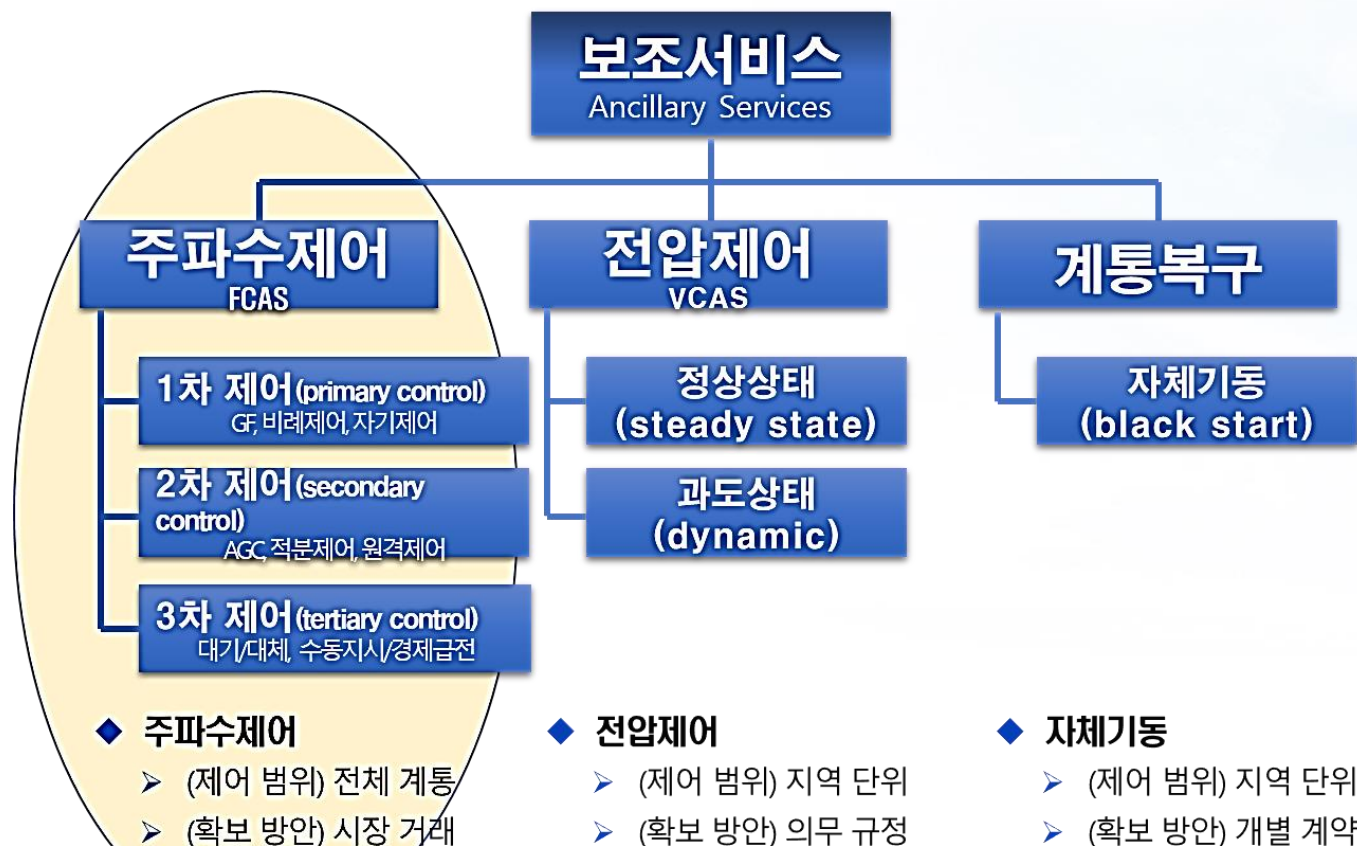 보조서비스
Ancillary Services
주파수제어
FCAS
1차 제어(primary control)
GF, 비례제어, 자기제어
2차 제어(secondary
control)
AGC, 적분제어, 원격제어
3차 제어(tertiary control)
대기/대체, 수동지시/경제급전
전압제어
VCAS
정상상태
(steady state)
과도상태
(dynamic)
계통복구
자체기동
(black start)
◆ 주파수제어
➢ (제어 범위) 전체 계통
➢ (확보 방안) 시장 거래
◆ 전압제어
➢ (제어 범위) 지역 단위
➢ (확보 방안) 의무 규정
◆ 자체기동
➢ (제어 범위) 지역 단위
➢ (확보 방안) 개별 계약